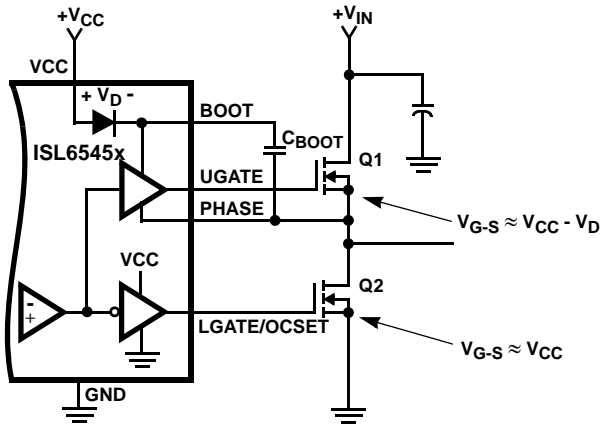 +VCC
+VIN
VCC
+ VD -
BOOT
CBOOT
ISL6545x
Q1
UGATE
PHASE
VG-S ≈ VCC - VD
VCC
Q2
-
+
LGATE/OCSET
VG-S ≈ VCC
GND